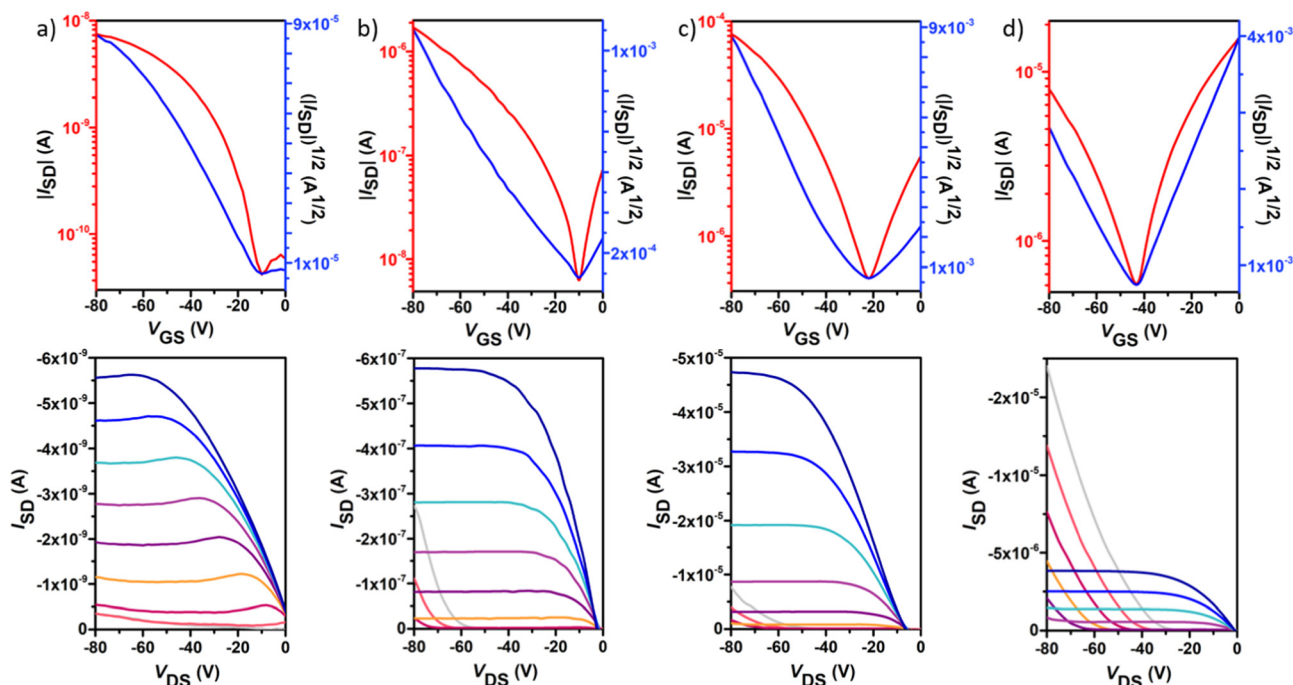 a)
10⁻⁸
10⁻⁹
10⁻¹⁰
|I_SD| (A)
9x10⁻⁵
1x10⁻⁵
(|I_SD|)^1/2 (A^1/2)
-80 -60 -40 -20 0
V_GS (V)
b)
10⁻⁶
10⁻⁷
10⁻⁸
|I_SD| (A)
1x10⁻³
2x10⁻⁴
(|I_SD|)^1/2 (A^1/2)
-80 -60 -40 -20 0
V_GS (V)
c)
10⁻⁴
10⁻⁵
10⁻⁶
|I_SD| (A)
9x10⁻³
1x10⁻³
(|I_SD|)^1/2 (A^1/2)
-80 -60 -40 -20 0
V_GS (V)
d)
10⁻⁵
10⁻⁶
|I_SD| (A)
4x10⁻³
1x10⁻³
(|I_SD|)^1/2 (A^1/2)
-80 -60 -40 -20 0
V_GS (V)
-6x10⁻⁹
-5x10⁻⁹
-4x10⁻⁹
-3x10⁻⁹
-2x10⁻⁹
-1x10⁻⁹
0
I_SD (A)
-80 -60 -40 -20 0
V_DS (V)
-6x10⁻⁷
-5x10⁻⁷
-4x10⁻⁷
-3x10⁻⁷
-2x10⁻⁷
-1x10⁻⁷
0
I_SD (A)
-80 -60 -40 -20 0
V_DS (V)
-5x10⁻⁵
-4x10⁻⁵
-3x10⁻⁵
-2x10⁻⁵
-1x10⁻⁵
0
I_SD (A)
-80 -60 -40 -20 0
V_DS (V)
-2x10⁻⁵
-1x10⁻⁵
-5x10⁻⁶
0
I_SD (A)
-80 -60 -40 -20 0
V_DS (V)